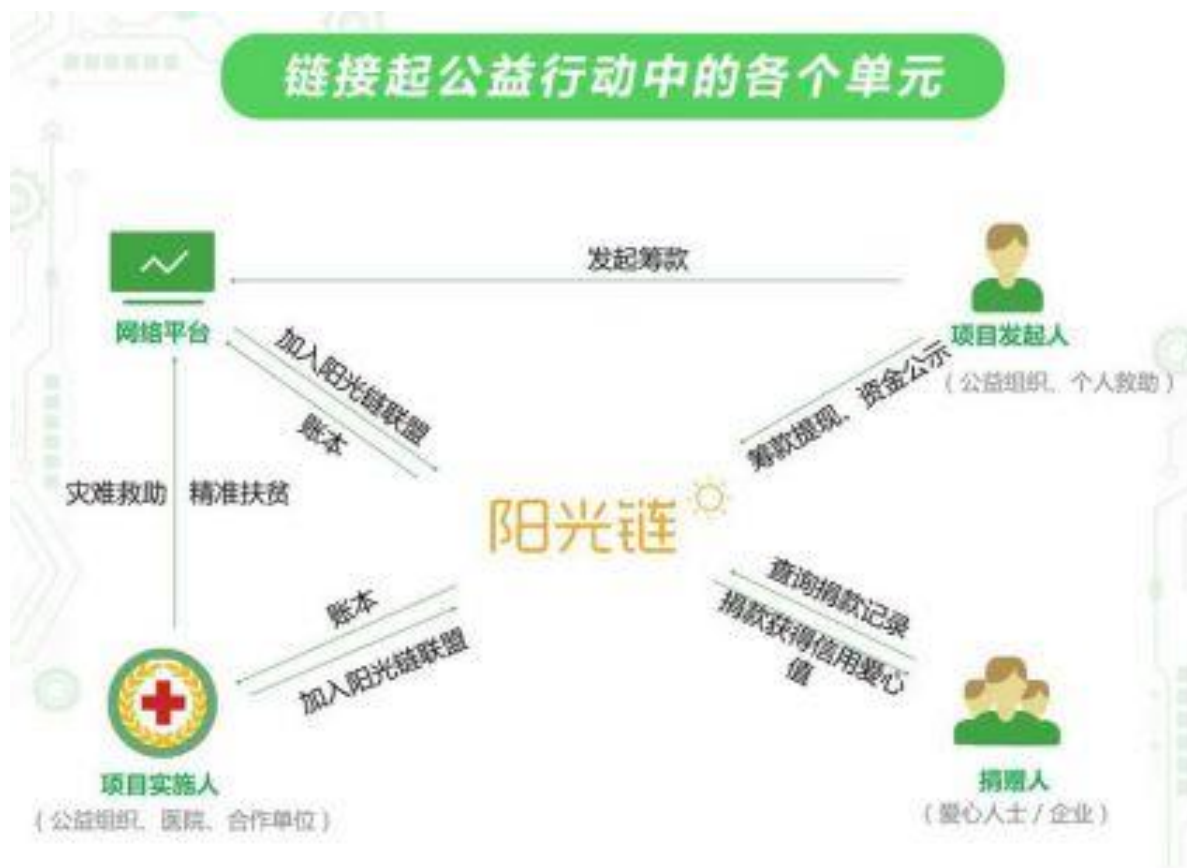 链接起公益行动中的各个单元
发起筹款
网络平台
项目发起人
(公益组织、个人救助)
加入阳光链联盟
账本
筹款提现、资金公示
灾难救助
精准扶贫
阳光链
账本
加入阳光链联盟
查询捐款记录
捐款获得信用爱心
值
项目实施人
(公益组织、医院、合作单位)
捐赠人
(爱心人士/企业)